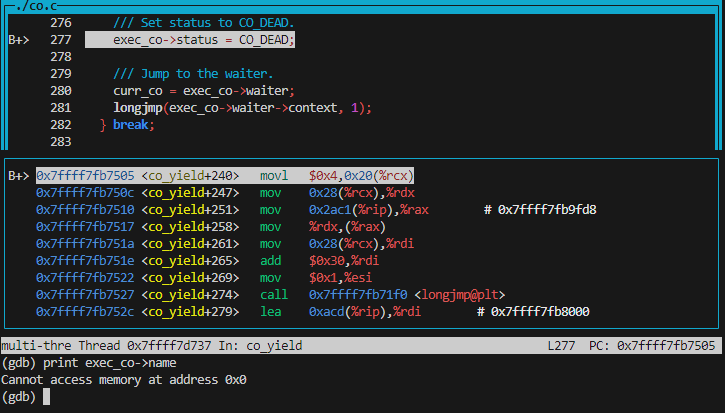 ./co.c
276 /// Set status to CO_DEAD.
B+> 277 exec_co->status = CO_DEAD;
278
279 /// Jump to the waiter.
280 curr_co = exec_co->waiter;
281 longjmp(exec_co->waiter->context, 1);
282 } break;
283
B+> 0x7ffff7fb7505 <co_yield+240> movl $0x4,0x20(%rcx)
0x7ffff7fb750c <co_yield+247> mov 0x28(%rcx),%rdx
0x7ffff7fb7510 <co_yield+251> mov 0x2ac1(%rip),%rax # 0x7ffff7fb9fd8
0x7ffff7fb7517 <co_yield+258> mov %rdx,(%rax)
0x7ffff7fb751a <co_yield+261> mov 0x28(%rcx),%rdi
0x7ffff7fb751e <co_yield+265> add $0x30,%rdi
0x7ffff7fb7522 <co_yield+269> mov $0x1,%esi
0x7ffff7fb7527 <co_yield+274> call 0x7ffff7fb71f0 <longjmp@plt>
0x7ffff7fb752c <co_yield+279> lea 0xacd(%rip),%rdi # 0x7ffff7fb8000
multi-thre Thread 0x7ffff7d737 In: co_yield L277 PC: 0x7ffff7fb7505
(gdb) print exec_co->name
Cannot access memory at address 0x0
(gdb)